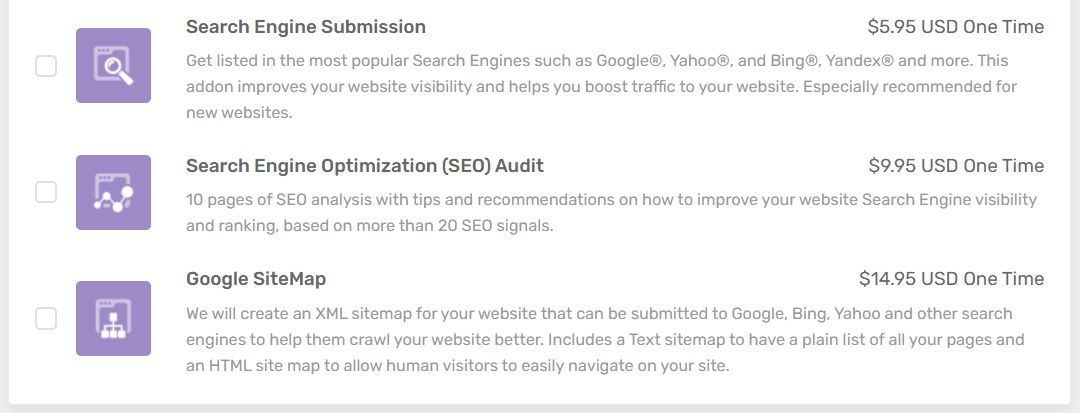 Search Engine Submission
$5.95 USD One Time
Get listed in the most popular Search Engines such as Google®, Yahoo®, and Bing®, Yandex® and more. This
addon improves your website visibility and helps you boost traffic to your website. Especially recommended for
new websites.
Search Engine Optimization (SEO) Audit
$9.95 USD One Time
10 pages of SEO analysis with tips and recommendations on how to improve your website Search Engine visibility
and ranking, based on more than 20 SEO signals.
Google SiteMap
$14.95 USD One Time
We will create an XML sitemap for your website that can be submitted to Google, Bing, Yahoo and other search
engines to help them crawl your website better. Includes a Text sitemap to have a plain list of all your pages and
an HTML site map to allow human visitors to easily navigate on your site.